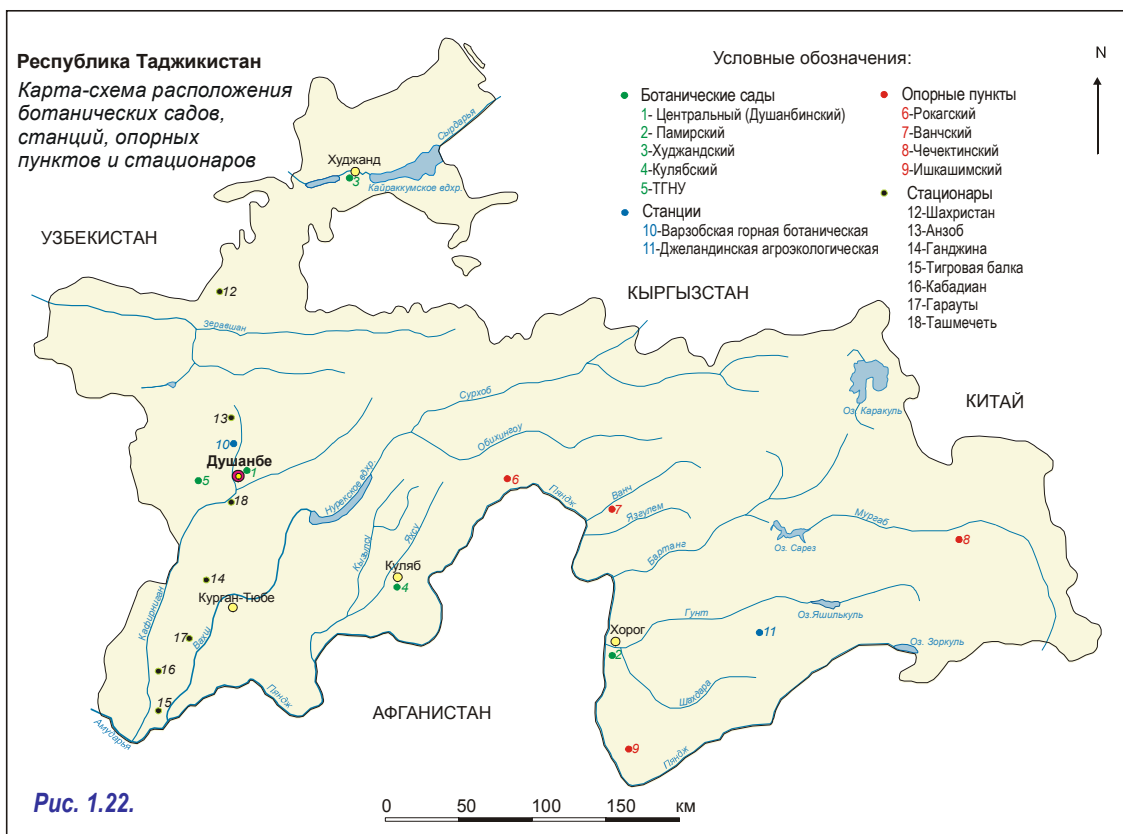 Республика Таджикистан
Карта-схема расположения
ботанических садов,
станций, опорных
пунктов и стационаров
Условные обозначения:
Ботанические сады
1- Центральный (Душанбинский)
2- Памирский
3-Худжандский
4-Кулябский
5-ТГНУ
Станции
10-Варзобская горная ботаническая
11-Джеландинская агроэкологическая
Опорные пункты
6-Рокагский
7-Ванчский
8-Чечектинский
9-Ишкашимский
Стационары
12-Шахристан
13-Анзоб
14-Ганджина
15-Тигровая балка
16-Кабадиан
17-Гарауты
18-Ташмечеть
N
Сырдарья
Худжанд
3
Кайраккумское вдхр.
УЗБЕКИСТАН
КЫРГЫЗСТАН
12
Зеравшан
Сурхоб
Оз. Каракуль
КИТАЙ
13
10
Обихингоу
Душанбе
1
5
Нурекское вдхр.
6
Пяндж
Ванч
7
Язгулем
18
Мургаб
8
Оз. Сарез
Бартанг
Кызылсу
Яхсу
Куляб
4
14
Курган-Тюбе
Кафирниган
Вахш
17
Гунт
Оз.Яшилькуль
Хорог
11
2
Оз. Зоркуль
16
Шахдара
15
Пяндж
Амударья
АФГАНИСТАН
9
Пяндж
Рис. 1.22.
0 50 100 150 км